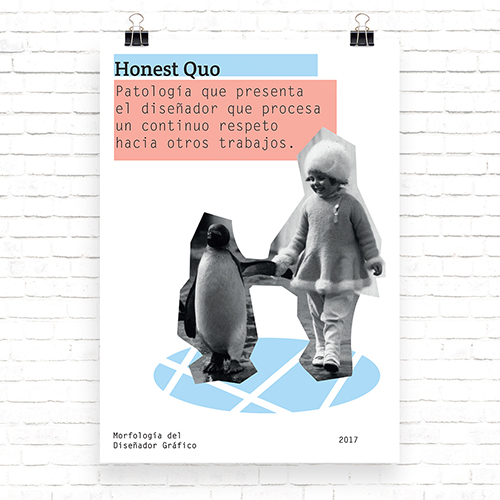 Honest Quo
Patología que presenta
el diseñador que procesa
un continuo respeto
hacia otros trabajos.
Morfología del
Diseñador Gráfico
2017